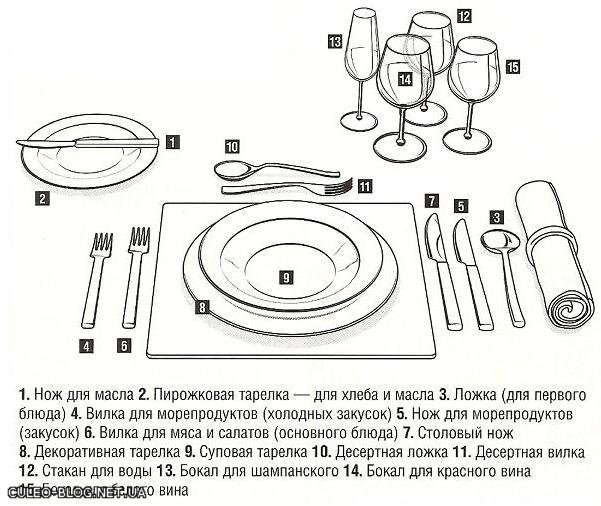 13
12
14
15
1
2
10
11
7
5
3
9
8
4
6
1. Нож для масла 2. Пирожковая тарелка — для хлеба и масла 3. Ложка (для первого
блюда) 4. Вилка для морепродуктов (холодных закусок) 5. Нож для морепродуктов
(закусок) 6. Вилка для мяса и салатов (основного блюда) 7. Столовый нож
8. Декоративная тарелка 9. Суповая тарелка 10. Десертная ложка 11. Десертная вилка
12. Стакан для воды 13. Бокал для шампанского 14. Бокал для красного вина
15. вина
CULEO-BLOG.NET.UA